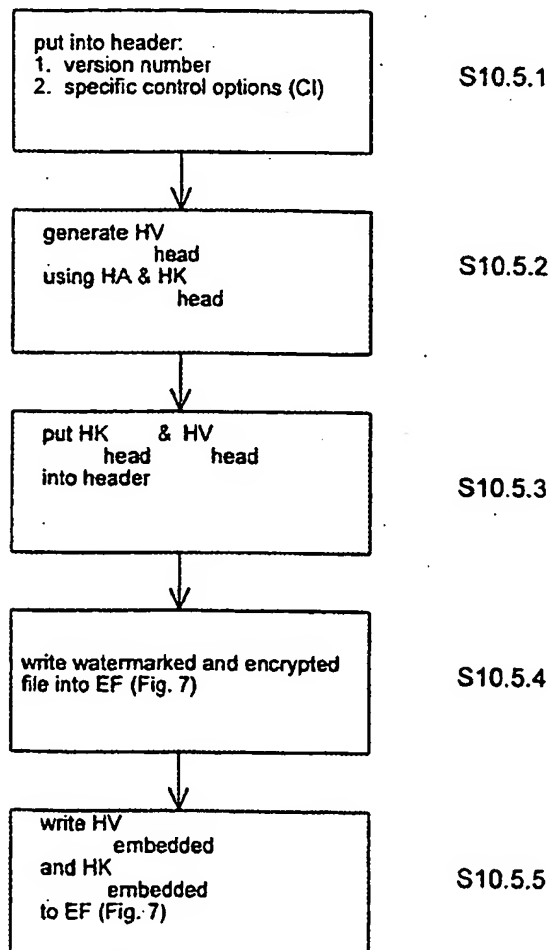 put into header:
1. version number
2. specific control options (CI)
S10.5.1
generate HV
head
using HA & HK
head
S10.5.2
put HK & HV
head head
into header
S10.5.3
write watermarked and encrypted
file into EF (Fig. 7)
S10.5.4
write HV
embedded
and HK
embedded
to EF (Fig. 7)
S10.5.5